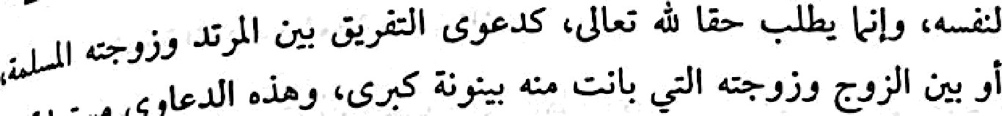 لنفسه، وإنما يطلب حقا لله تعالى، كدعوى التفريق بين المرتد وزوجته المسلمة،
أو بين الزوج وزوجته التي بانت منه بينونة كبرى، وهذه الدعاوى